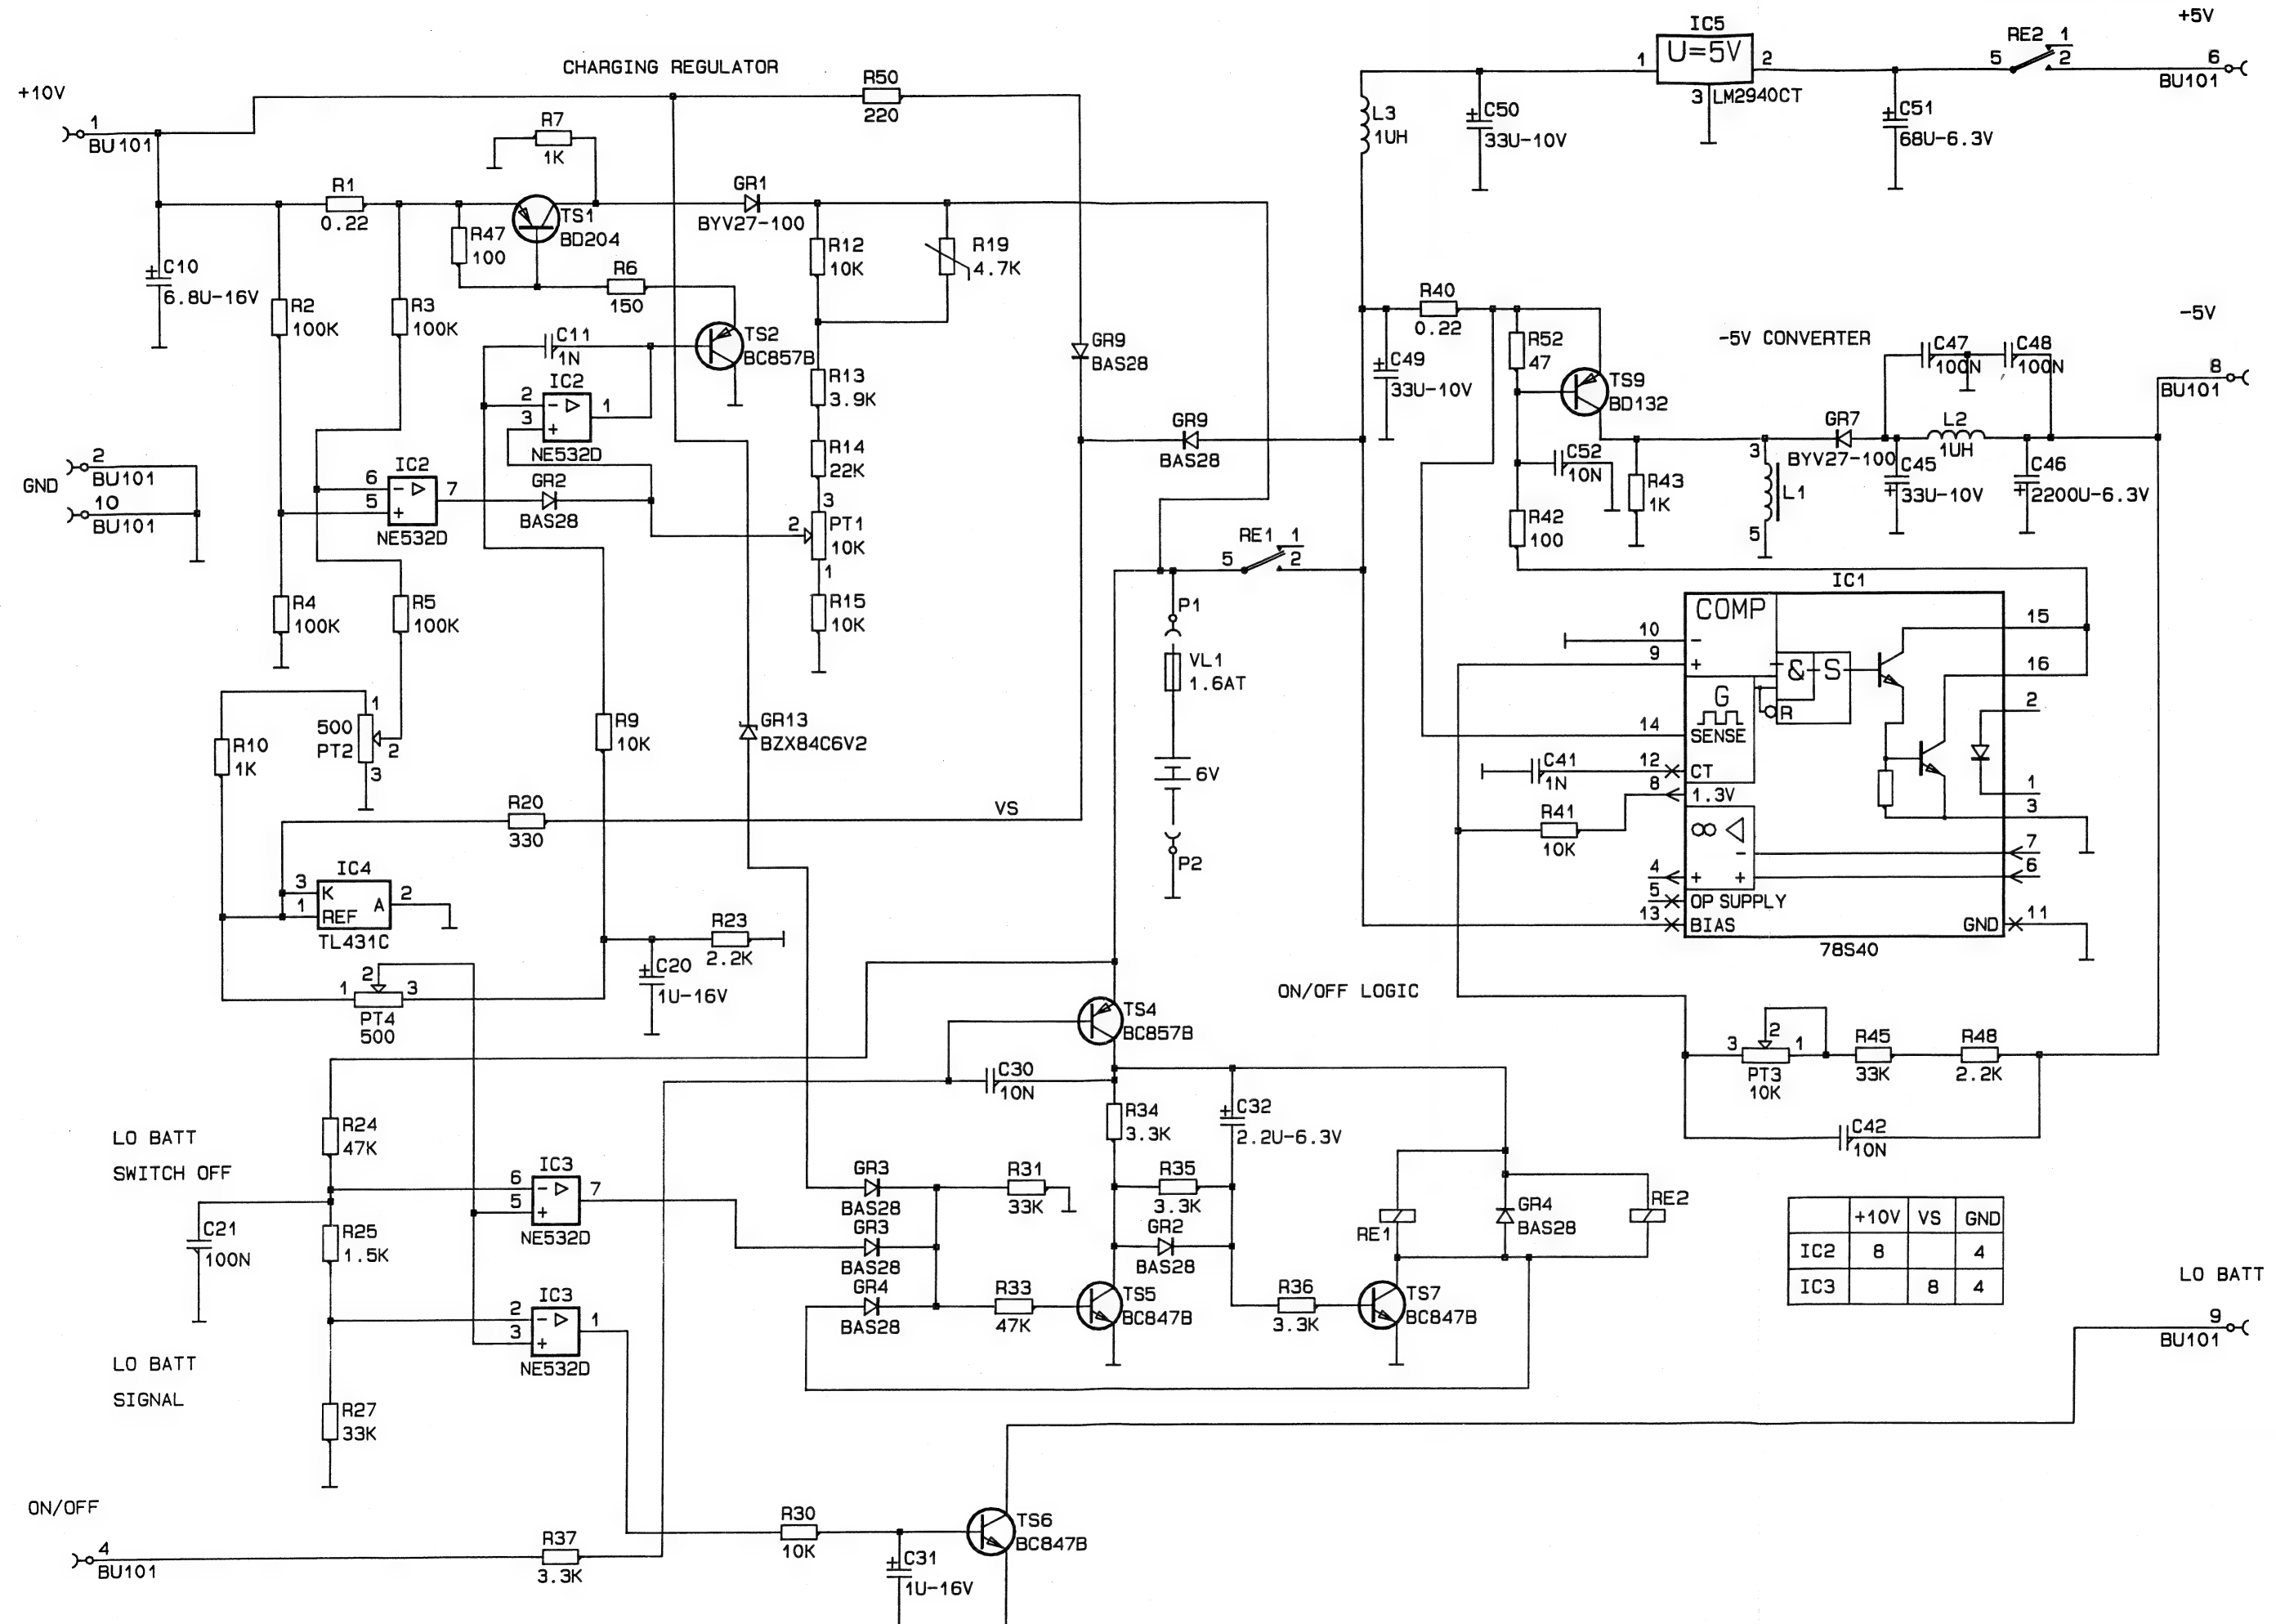 +5V
IC5
U=5V
1
2
3
LM2940CT
RE2
1
5
2
6
BU101
CHARGING REGULATOR
R50
220
+10V
1
BU101
R7
1K
L3
1UH
C50
33U-10V
C51
68U-6.3V
R1
0.22
TS1
BD204
GR1
BYV27-100
R47
100
R12
10K
R19
4.7K
C10
6.8U-16V
R6
150
R2
100K
R3
100K
C11
1N
TS2
BC857B
GR9
BAS28
R40
0.22
R52
47
C49
33U-10V
-5V CONVERTER
-5V
C47
100N
C48
100N
8
BU101
TS9
BD132
R13
3.9K
IC2
2
-
3
+
1
NE532D
R14
22K
GR9
BAS28
GR7
BYV27-100
L2
1UH
C52
10N
R43
1K
3
L1
5
C45
33U-10V
C46
2200U-6.3V
GND
2
BU101
10
BU101
IC2
6
-
5
+
7
NE532D
GR2
BAS28
3
2
PT1
10K
1
R42
100
RE1
1
5
2
R4
100K
R5
100K
R15
10K
P1
VL1
1.6AT
6V
P2
IC1
COMP
10
-
9
+
&
S
R
G
14
SENSE
12
CT
8
1.3V
∞
-
4
+
+
5
OP SUPPLY
13
BIAS
GND
15
16
2
1
3
7
6
11
78S40
C41
1N
R41
10K
1
500
PT2
2
3
R10
1K
R9
10K
GR13
BZX84C6V2
R20
330
VS
IC4
3
K
1
REF
A
2
TL431C
R23
2.2K
C20
1U-16V
2
1
3
PT4
500
ON/OFF LOGIC
TS4
BC857B
C30
10N
3
2
1
PT3
10K
R45
33K
R48
2.2K
C42
10N
R34
3.3K
C32
2.2U-6.3V
LO BATT
SWITCH OFF
R24
47K
IC3
6
-
5
+
7
NE532D
GR3
BAS28
R31
33K
R35
3.3K
GR3
BAS28
GR2
BAS28
GR4
BAS28
RE1
RE2
C21
100N
R25
1.5K
GR4
BAS28
R33
47K
TS5
BC847B
R36
3.3K
TS7
BC847B
+10V VS GND
IC2 8 4
IC3 8 4
LO BATT
9
BU101
IC3
2
-
3
+
1
NE532D
LO BATT
SIGNAL
R27
33K
ON/OFF
4
BU101
R37
3.3K
R30
10K
TS6
BC847B
C31
1U-16V